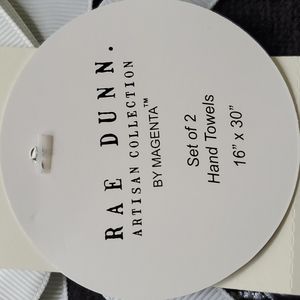 RAE DUNN.
ARTISAN COLLECTION
BY MAGENTA™
Set of 2
Hand Towels
16" x 30"